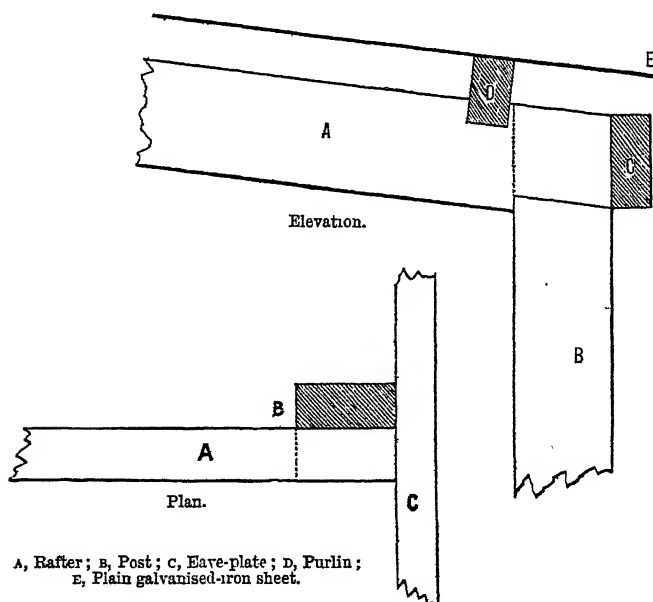 E
D
A
C
Elevation.
B
B
A
C
Plan.
A, Rafter; B, Post; C, Eave-plate; D, Purlin;
E, Plain galvanised-iron sheet.